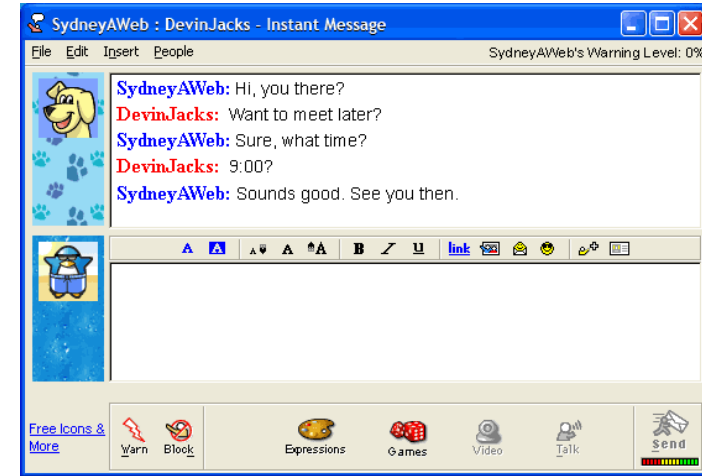 SydneyAWeb : DevinJacks - Instant Message
File Edit Insert People SydneyAWeb's Warning Level: 0%
SydneyAWeb: Hi, you there?
DevinJacks: Want to meet later?
SydneyAWeb: Sure, what time?
DevinJacks: 9:00?
SydneyAWeb: Sounds good. See you then.
A A A A A B I U link
Free Icons &
More
Warn Block Expressions Games Video Talk Send